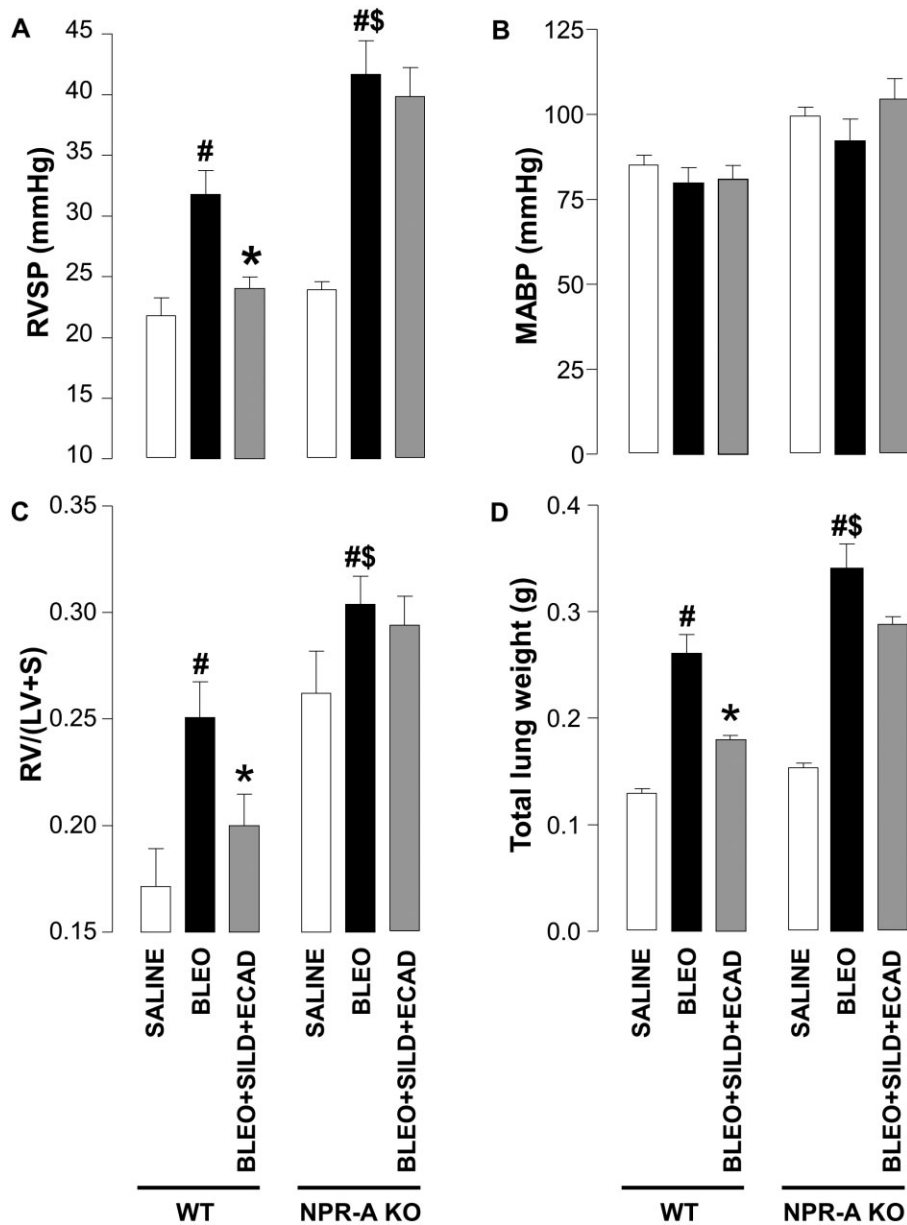 A
RVSP (mmHg)
45
40
35
30
25
20
15
10
#
*
#$
B
MABP (mmHg)
125
100
75
50
25
0
C
RV/(LV+S)
0.35
0.30
0.25
0.20
0.15
#
*
#$
SALINE
BLEO
BLEO+SILD+ECAD
SALINE
BLEO
BLEO+SILD+ECAD
WT
NPR-A KO
D
Total lung weight (g)
0.4
0.3
0.2
0.1
0.0
#
*
#$
SALINE
BLEO
BLEO+SILD+ECAD
SALINE
BLEO
BLEO+SILD+ECAD
WT
NPR-A KO